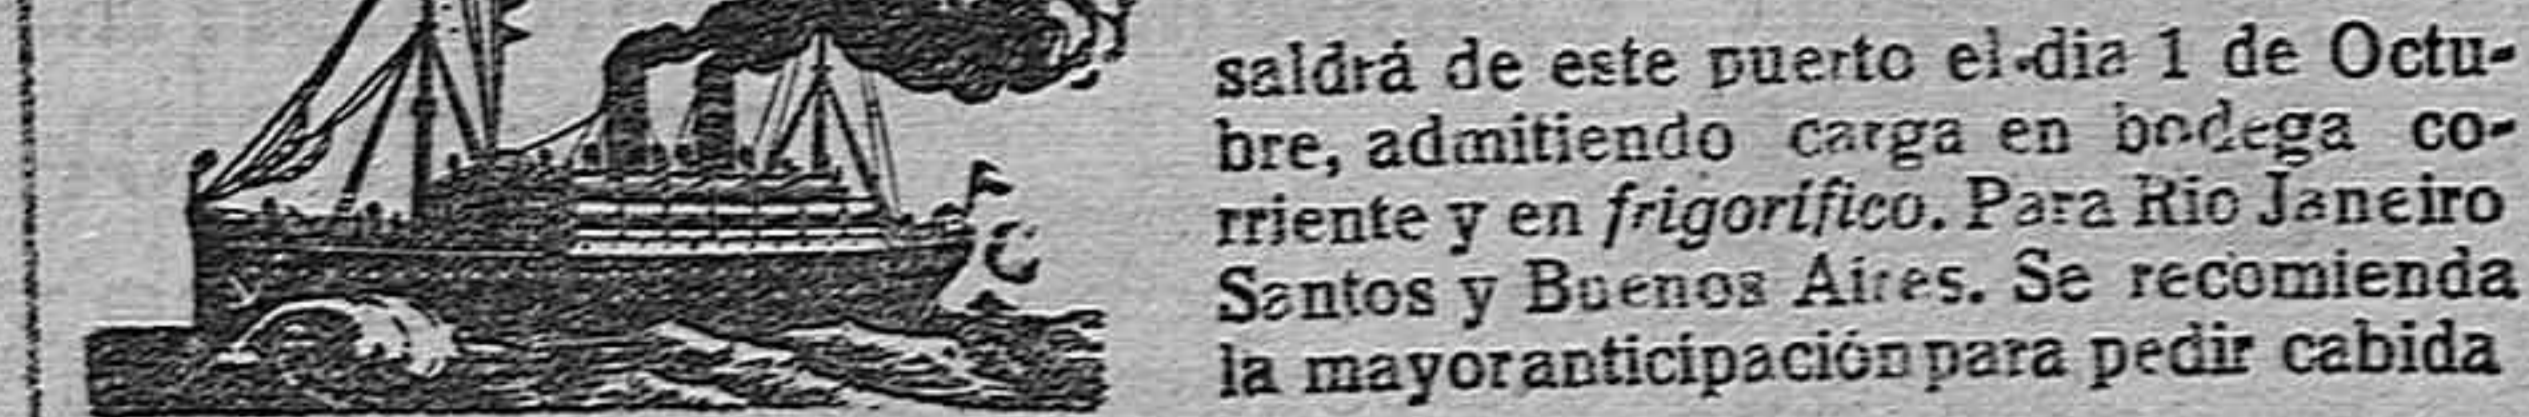 saldrá de este puerto el dia 1 de Octu-
bre, admitiendo carga en bodega co-
rriente y en frigorífico. Para Rio Janeiro
Santos y Buenos Aires. Se recomienda
la mayor anticipación para pedir cabida